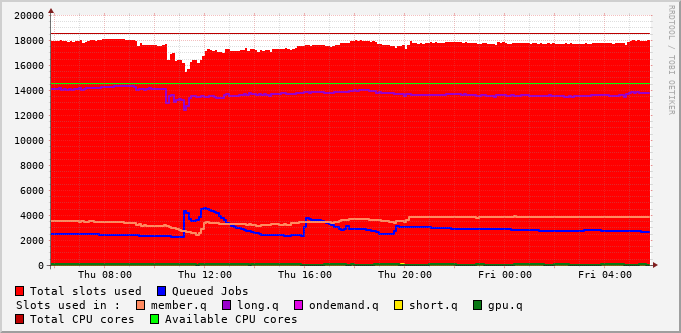 20000
18000
16000
14000
12000
10000
8000
6000
4000
2000
0
Thu 08:00 Thu 12:00 Thu 16:00 Thu 20:00 Fri 00:00 Fri 04:00
Total slots used Queued Jobs
Slots used in : member.q long.q ondemand.q short.q gpu.q
Total CPU cores Available CPU cores
RRDTOOL / TOBI OETIKER